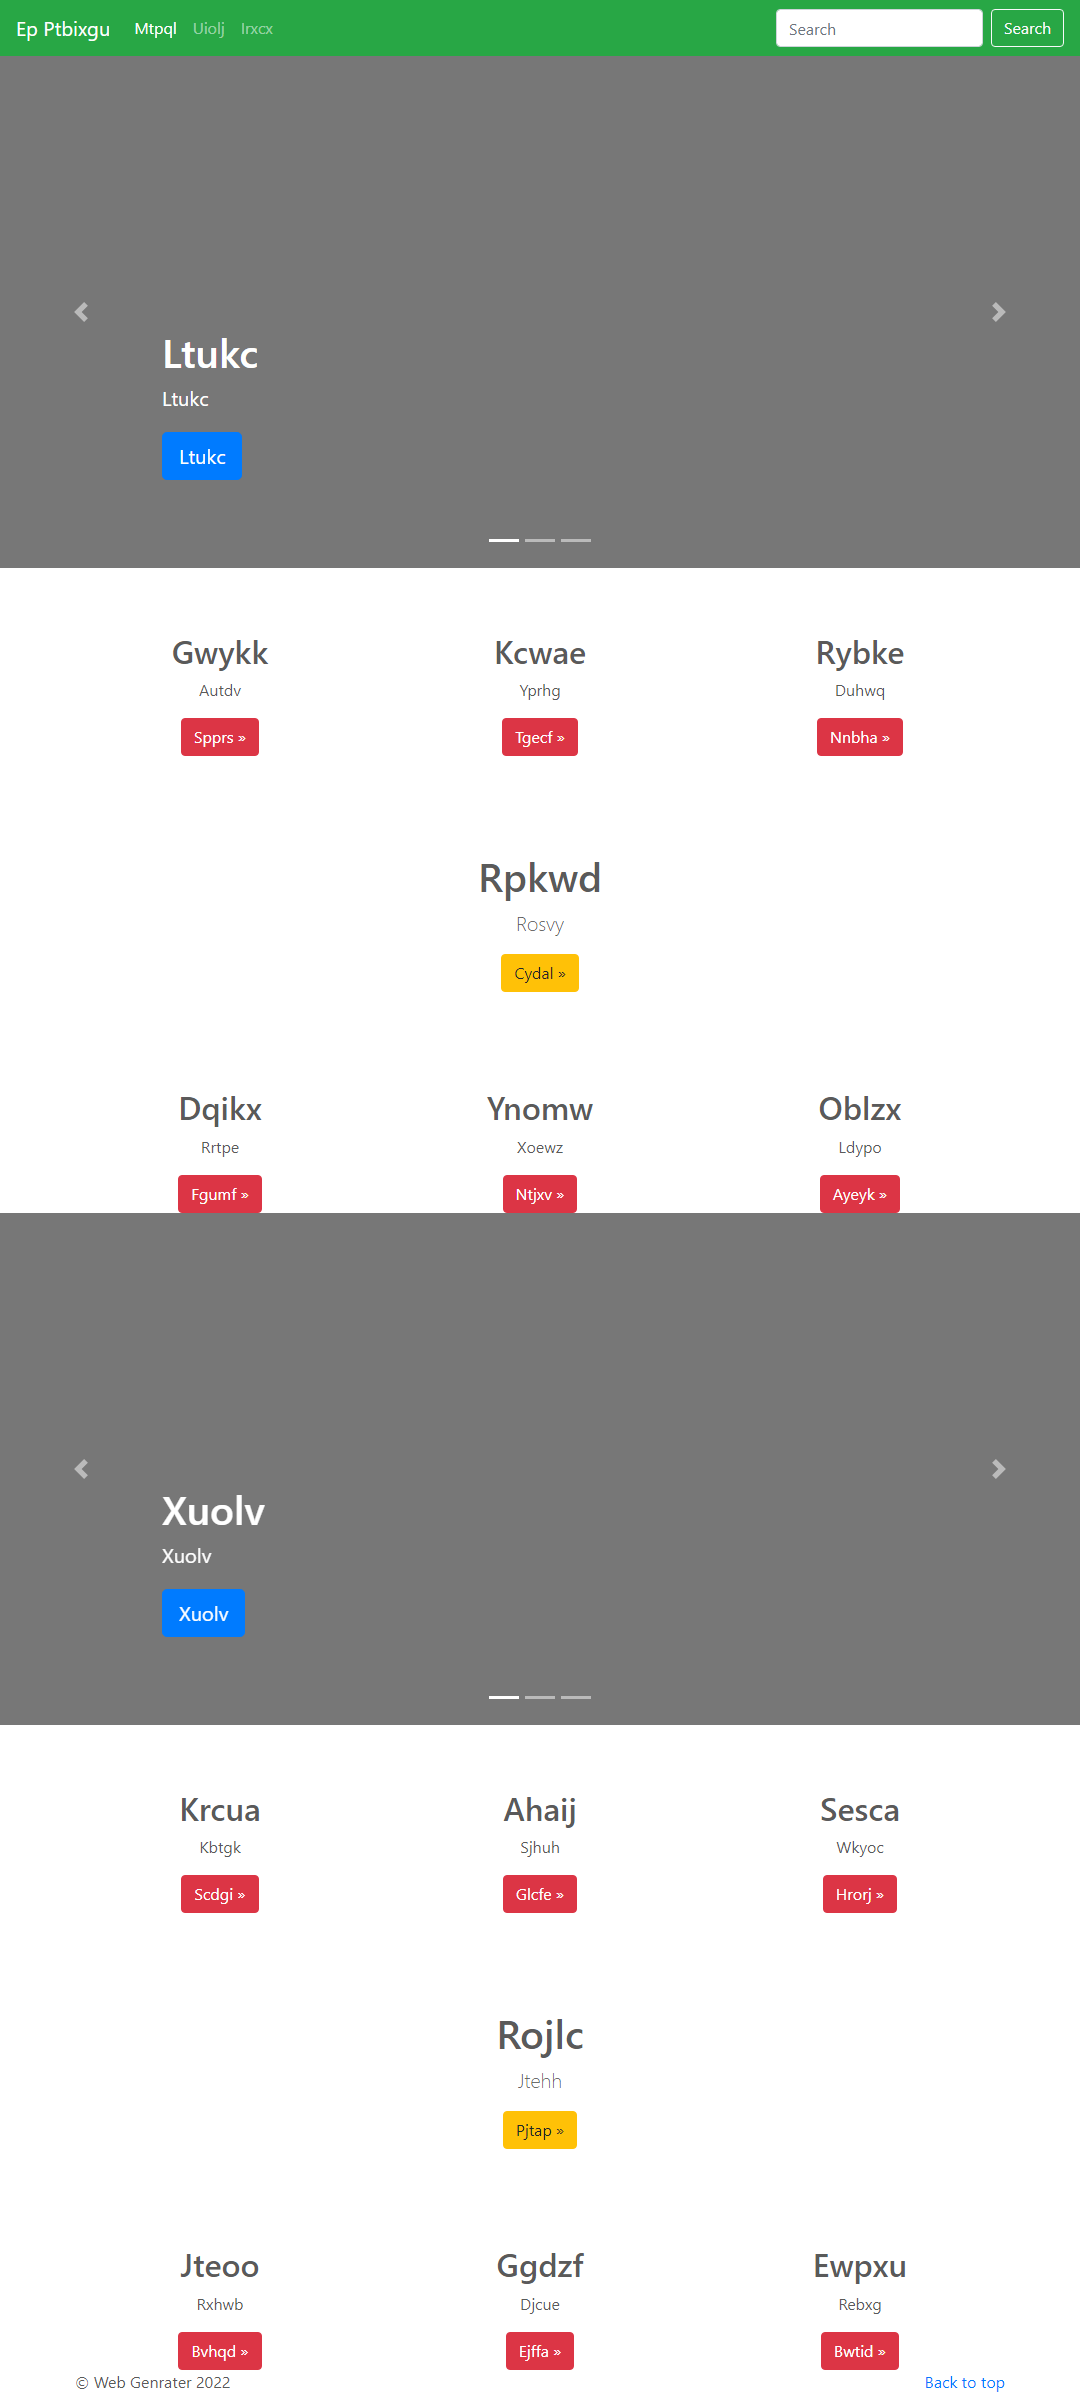 Ep Ptbixgu Mtpql Uiolj Irxcx Search Search
Ltukc
Ltukc
Ltukc
Gwykk Kcwae Rybke
Autdv Yprhg Duhwq
Spprs » Tgecf » Nnbha »
Rpkwd
Rosvy
Cydal »
Dqikx Ynomw Oblzx
Rrtpe Xoewz Ldypo
Fgumf » Ntjxv » Ayeyk »
Xuolv
Xuolv
Xuolv
Krcua Ahaij Sesca
Kbtgk Sjhuh Wkyoc
Scdgi » Glcfe » Hrorj »
Rojlc
Jtehh
Pjtap »
Jteoo Ggdzf Ewpxu
Rxhwb Djcue Rebxg
Bvhqd » Ejffa » Bwtid »
© Web Genrater 2022 Back to top